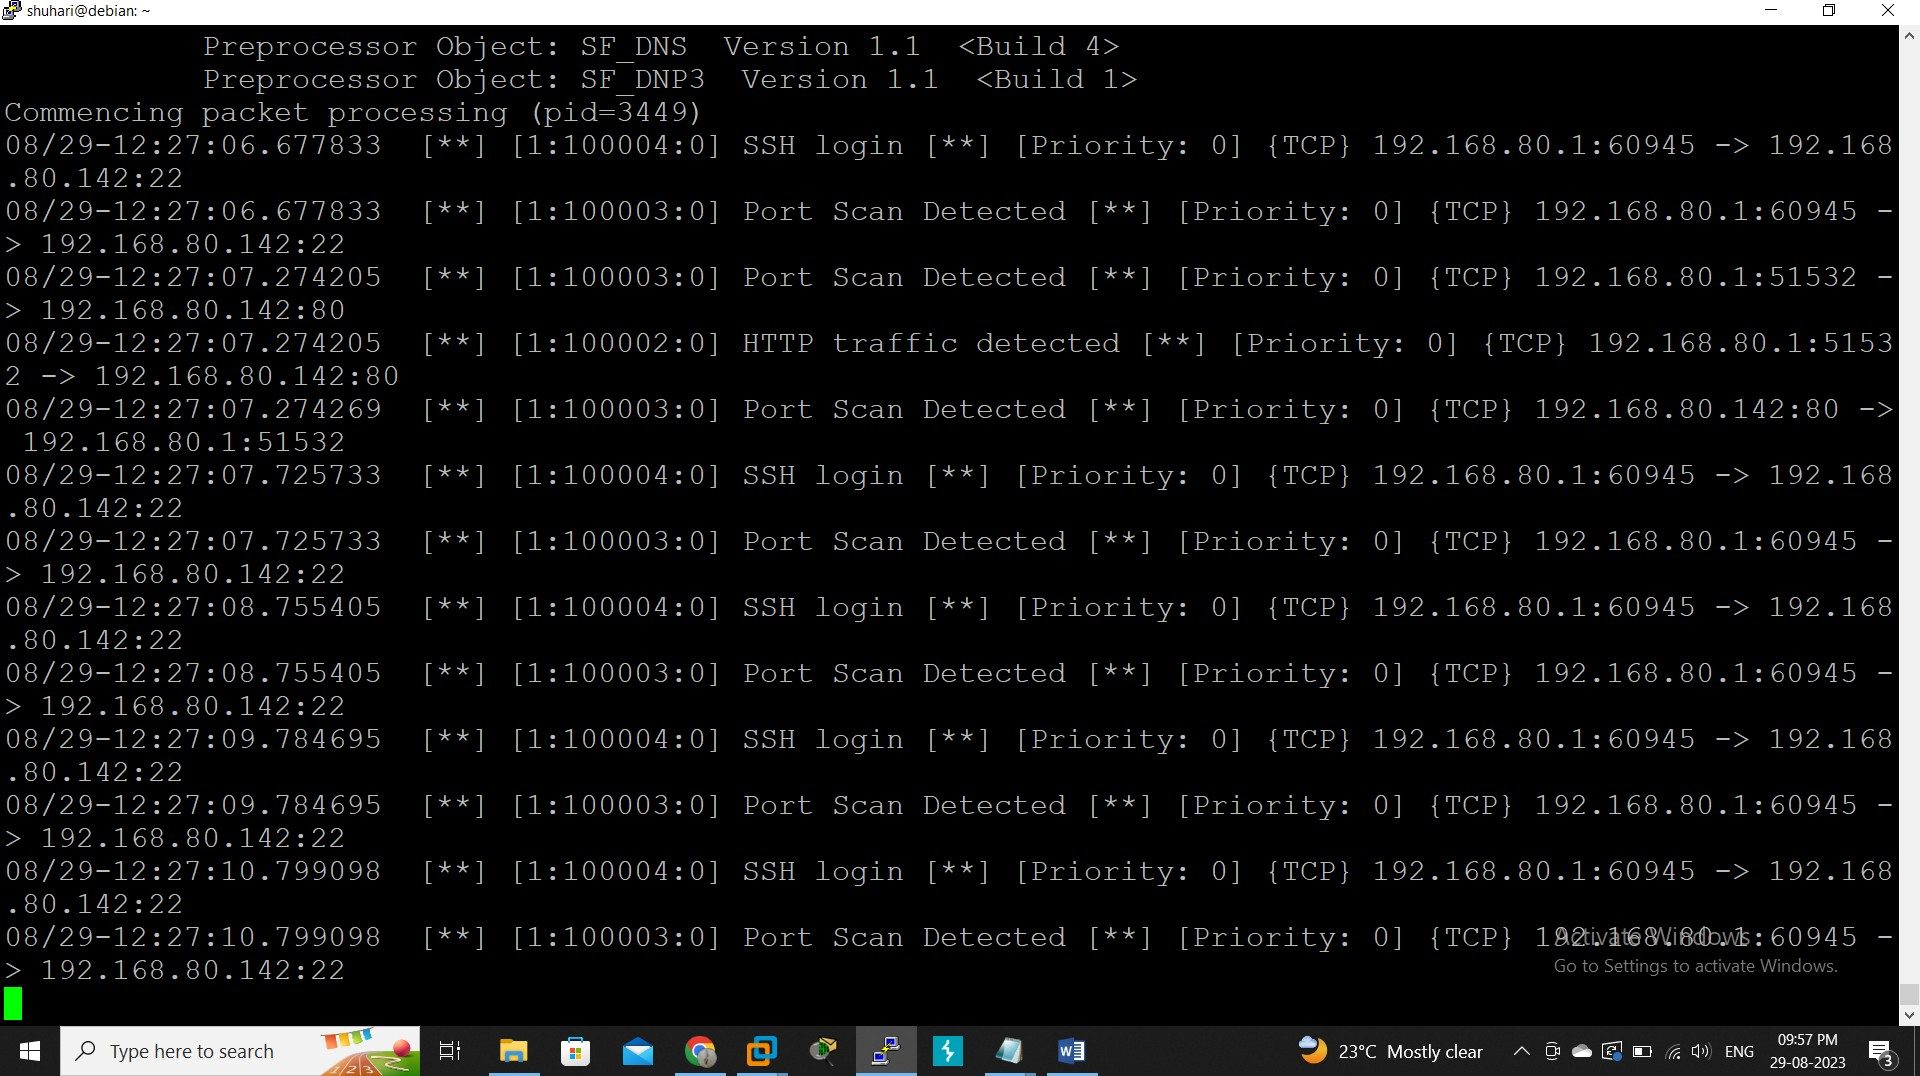 shuhari@debian: ~
Preprocessor Object: SF_DNS  Version 1.1  <Build 4>
Preprocessor Object: SF_DNP3  Version 1.1  <Build 1>
Commencing packet processing (pid=3449)
08/29-12:27:06.677833  [**] [1:100004:0] SSH login [**] [Priority: 0] {TCP} 192.168.80.1:60945 -> 192.168
.80.142:22
08/29-12:27:06.677833  [**] [1:100003:0] Port Scan Detected [**] [Priority: 0] {TCP} 192.168.80.1:60945 -
> 192.168.80.142:22
08/29-12:27:07.274205  [**] [1:100003:0] Port Scan Detected [**] [Priority: 0] {TCP} 192.168.80.1:51532 -
> 192.168.80.142:80
08/29-12:27:07.274205  [**] [1:100002:0] HTTP traffic detected [**] [Priority: 0] {TCP} 192.168.80.1:5153
2 -> 192.168.80.142:80
08/29-12:27:07.274269  [**] [1:100003:0] Port Scan Detected [**] [Priority: 0] {TCP} 192.168.80.142:80 ->
192.168.80.1:51532
08/29-12:27:07.725733  [**] [1:100004:0] SSH login [**] [Priority: 0] {TCP} 192.168.80.1:60945 -> 192.168
.80.142:22
08/29-12:27:07.725733  [**] [1:100003:0] Port Scan Detected [**] [Priority: 0] {TCP} 192.168.80.1:60945 -
> 192.168.80.142:22
08/29-12:27:08.755405  [**] [1:100004:0] SSH login [**] [Priority: 0] {TCP} 192.168.80.1:60945 -> 192.168
.80.142:22
08/29-12:27:08.755405  [**] [1:100003:0] Port Scan Detected [**] [Priority: 0] {TCP} 192.168.80.1:60945 -
> 192.168.80.142:22
08/29-12:27:09.784695  [**] [1:100004:0] SSH login [**] [Priority: 0] {TCP} 192.168.80.1:60945 -> 192.168
.80.142:22
08/29-12:27:09.784695  [**] [1:100003:0] Port Scan Detected [**] [Priority: 0] {TCP} 192.168.80.1:60945 -
> 192.168.80.142:22
08/29-12:27:10.799098  [**] [1:100004:0] SSH login [**] [Priority: 0] {TCP} 192.168.80.1:60945 -> 192.168
.80.142:22
08/29-12:27:10.799098  [**] [1:100003:0] Port Scan Detected [**] [Priority: 0] {TCP} 192.168.80.1:60945 -
> 192.168.80.142:22
Activate Windows
Go to Settings to activate Windows.
Type here to search
23°C Mostly clear
ENG
09:57 PM
29-08-2023
3